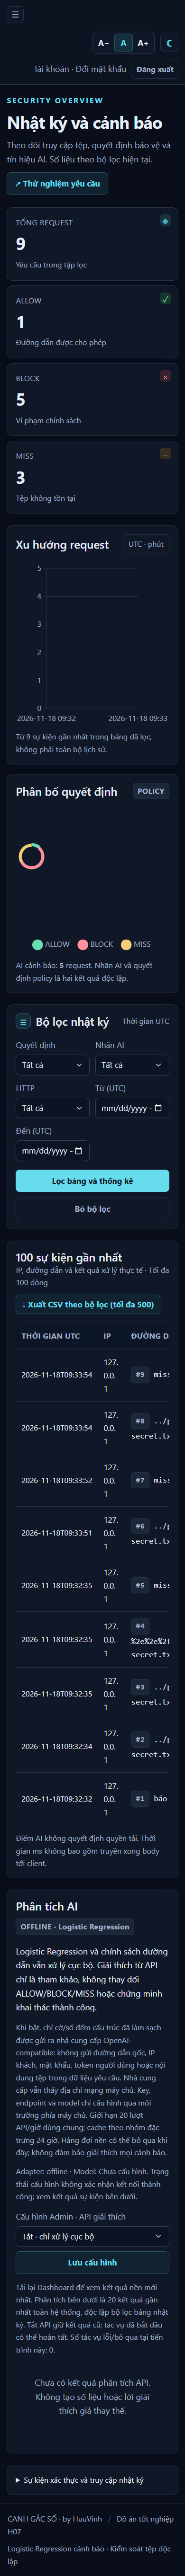 ☰
A−
A
A+
☾
Tài khoản · Đổi mật khẩu
Đăng xuất
SECURITY OVERVIEW
Nhật ký và cảnh báo
Theo dõi truy cập tệp, quyết định bảo vệ và
tín hiệu AI. Số liệu theo bộ lọc hiện tại.
↗ Thử nghiệm yêu cầu
TỔNG REQUEST
9
Yêu cầu trong tập lọc
ALLOW
✓
1
Đường dẫn được cho phép
BLOCK
×
5
Vi phạm chính sách
MISS
−
3
Tệp không tồn tại
Xu hướng request
UTC · phút
5
4
3
2
1
0
2026-11-18 09:32
2026-11-18 09:33
Từ 9 sự kiện gần nhất trong bảng đã lọc,
không phải toàn bộ lịch sử.
Phân bố quyết định
POLICY
ALLOW
BLOCK
MISS
AI cảnh báo: 5 request. Nhãn AI và quyết
định policy là hai kết quả độc lập.
☰ Bộ lọc nhật ký
Thời gian UTC
Quyết định
Nhãn AI
Tất cả
Tất cả
HTTP
Từ (UTC)
Tất cả
mm/dd/yyyy -
Đến (UTC)
mm/dd/yyyy -
Lọc bảng và thống kê
Bỏ bộ lọc
100 sự kiện gần nhất
IP, đường dẫn và kết quả xử lý thực tế · Tối đa
100 dòng
↓ Xuất CSV theo bộ lọc (tối đa 500)
THỜI GIAN UTC
IP
2026-11-18T09:33:54
127.0.0.1
#9 miss
2026-11-18T09:33:54
127.0.0.1
#8
secret.tx
2026-11-18T09:33:52
127.0.0.1
#7 miss
2026-11-18T09:33:51
127.0.0.1
#6
secret.tx
2026-11-18T09:32:35
127.0.0.1
#5 miss
2026-11-18T09:32:35
127.0.0.1
#4
%2e%2e%2f
secret.tx
2026-11-18T09:32:35
127.0.0.1
#3
secret.tx
2026-11-18T09:32:34
127.0.0.1
#2
secret.tx
2026-11-18T09:32:32
127.0.0.1
#1 báo
Điểm AI không quyết định quyền tải. Thời
gian ms không bao gồm truyền xong body
tới client.
Phân tích AI
OFFLINE · Logistic Regression
Logistic Regression và chính sách đường
dẫn vẫn xử lý cục bộ. Giải thích từ API
chỉ là tham khảo, không thay đổi
ALLOW/BLOCK/MISS hoặc chứng minh
khai thác thành công.
Khi bật, chỉ cờ/số đếm cấu trúc đã làm sạch
được gửi ra nhà cung cấp OpenAI-
compatible: không gửi đường dẫn gốc, IP
khách, mật khẩu, token người dùng hoặc nội
dung tệp trong dữ liệu yêu cầu. Nhà cung
cấp vẫn thấy địa chỉ mạng máy chủ. Key,
endpoint và model chỉ cấu hình qua môi
trường phía máy chủ. Giới hạn 20 lượt
API/giờ dùng chung; cache theo nhóm đặc
trưng 24 giờ. Hàng đợi nền có thể bỏ qua khi
đầy; không đảm bảo giải thích mọi cảnh báo.
Adapter: offline · Model: Chưa cấu hình. Trạng
thái cấu hình không xác nhận kết nối thành
công; xem kết quả sự kiện bên dưới.
Cấu hình Admin · API giải thích
Tắt · chỉ xử lý cục bộ
Lưu cấu hình
Tải lại Dashboard để xem kết quả nền mới
nhất. Phân tích bên dưới là 20 kết quả gần
nhất toàn hệ thống, độc lập bộ lọc bảng nhật
ký. Tắt API giữ kết quả cũ; tác vụ đã bắt đầu
có thể hoàn tất. Số tác vụ lỗi/bỏ qua tại tiến
trình này: 0.
Chưa có kết quả phân tích API.
Không tạo số liệu hoặc lời giải
thích giả thay thế.
▶ Sự kiện xác thực và truy cập nhật ký
CANH GÁC SỐ · by HuuVinh / Đồ án tốt nghiệp
H07
Logistic Regression cảnh báo · Kiểm soát tệp độc
lập